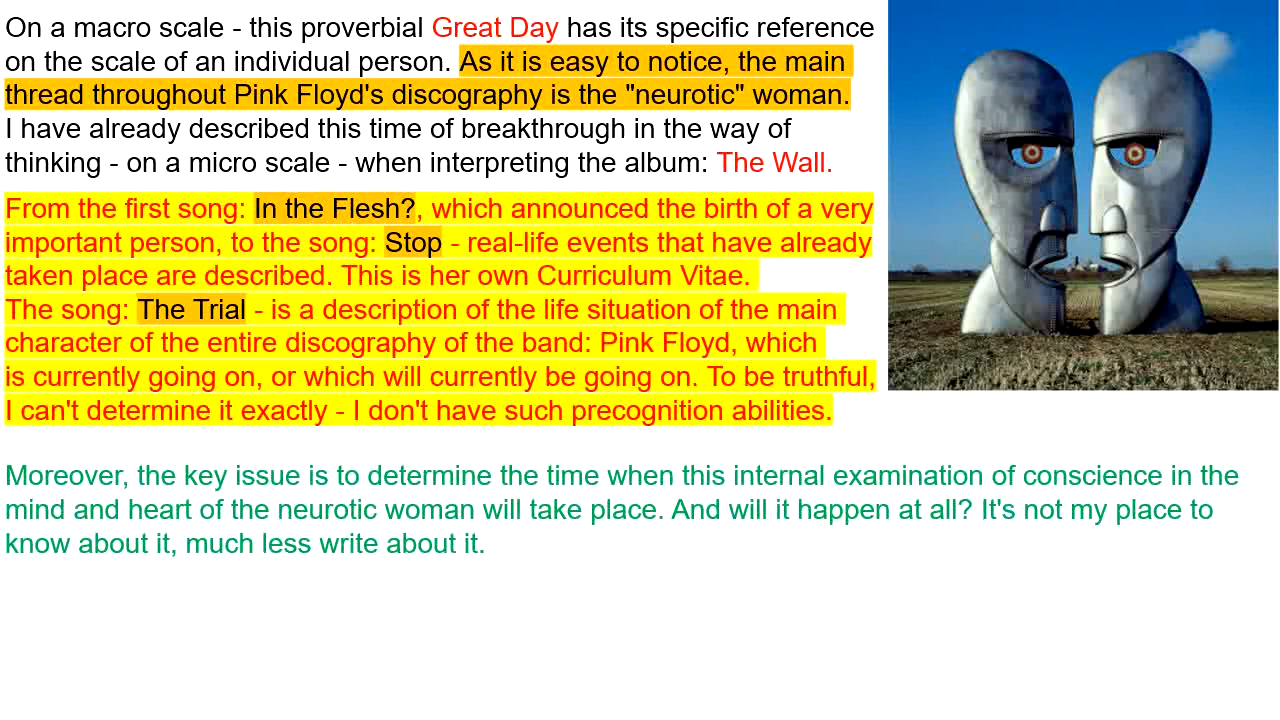 On a macro scale - this proverbial Great Day has its specific reference
on the scale of an individual person. As it is easy to notice, the main
thread throughout Pink Floyd's discography is the "neurotic" woman.
I have already described this time of breakthrough in the way of
thinking - on a micro scale - when interpreting the album: The Wall.
From the first song: In the Flesh?, which announced the birth of a very
important person, to the song: Stop - real-life events that have already
taken place are described. This is her own Curriculum Vitae.
The song: The Trial - is a description of the life situation of the main
character of the entire discography of the band: Pink Floyd, which
is currently going on, or which will currently be going on. To be truthful,
I can't determine it exactly - I don't have such precognition abilities.
Moreover, the key issue is to determine the time when this internal examination of conscience in the
mind and heart of the neurotic woman will take place. And will it happen at all? It's not my place to
know about it, much less write about it.